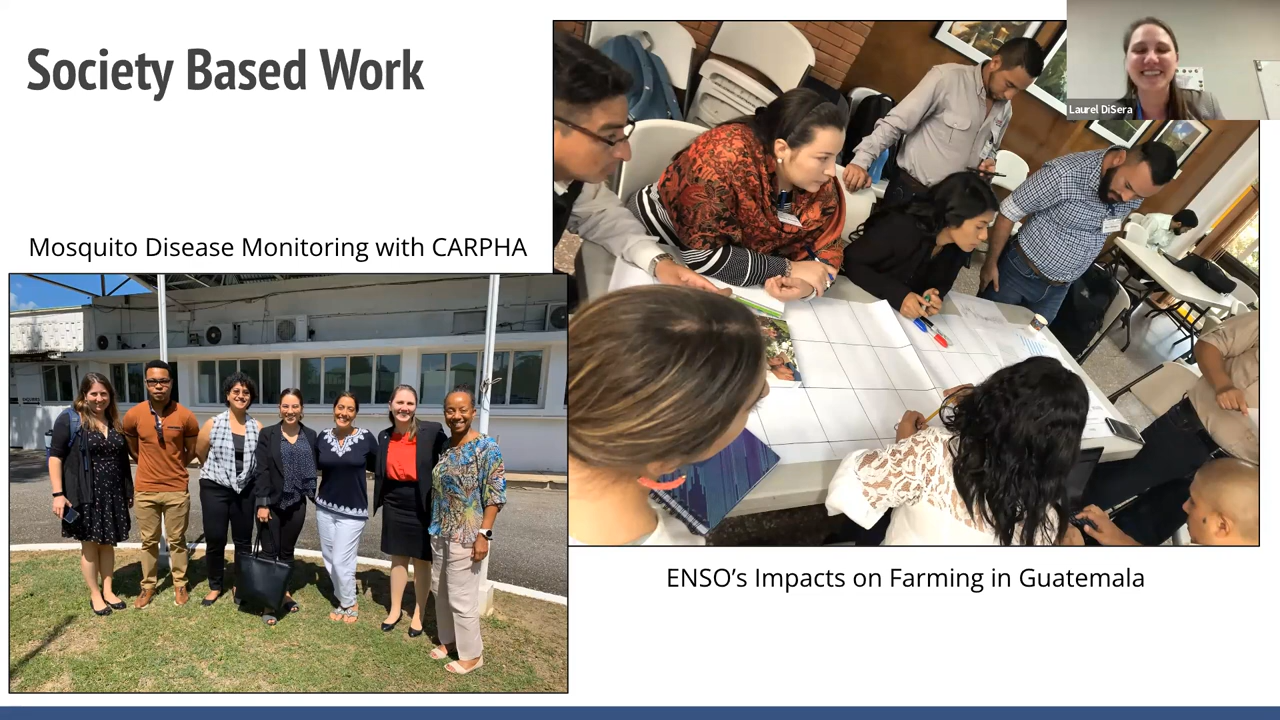 Society Based Work
Laurel DiSera
Mosquito Disease Monitoring with CARPHA
ENSO’s Impacts on Farming in Guatemala